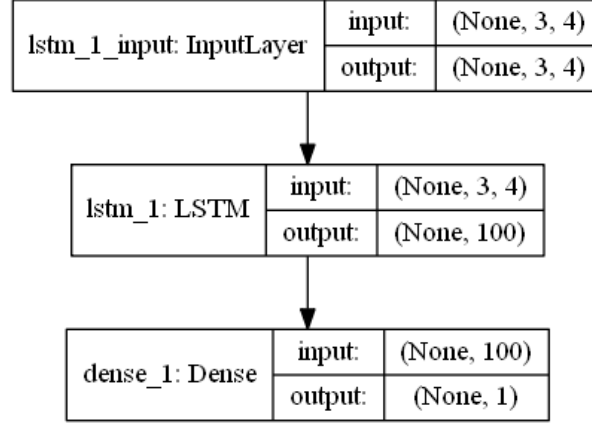 lstm_1_input: InputLayer
input: (None, 3, 4)
output: (None, 3, 4)
lstm_1: LSTM
input: (None, 3, 4)
output: (None, 100)
dense_1: Dense
input: (None, 100)
output: (None, 1)